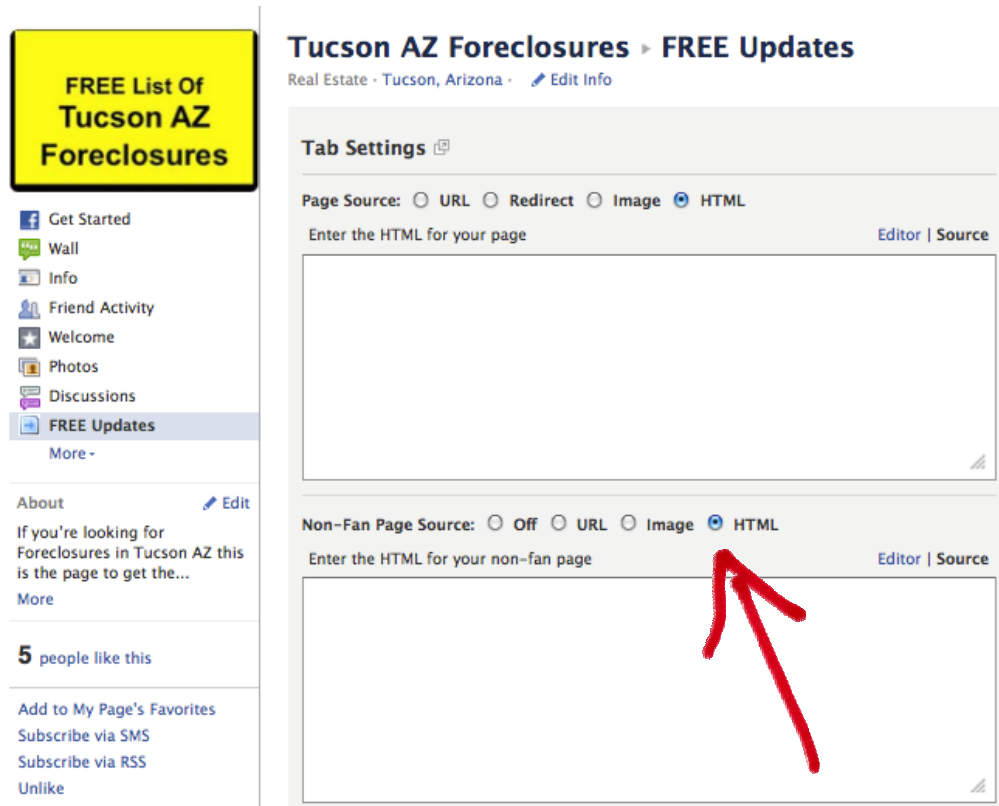 FREE List Of
Tucson AZ
Foreclosures
Get Started
Wall
Info
Friend Activity
Welcome
Photos
Discussions
FREE Updates
More
About Edit
If you're looking for
Foreclosures in Tucson AZ this
is the page to get the...
More
5 people like this
Add to My Page's Favorites
Subscribe via SMS
Subscribe via RSS
Unlike
Tucson AZ Foreclosures ▸ FREE Updates
Real Estate · Tucson, Arizona · Edit Info
Tab Settings
Page Source: URL Redirect Image HTML
Enter the HTML for your page Editor | Source
Non-Fan Page Source: Off URL Image HTML
Enter the HTML for your non-fan page Editor | Source